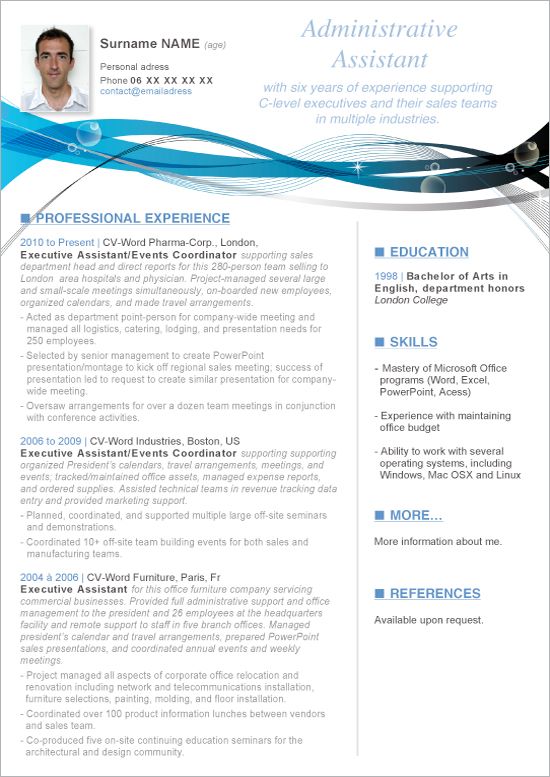 Surname NAME (age)
Personal adress
Phone 06 XX XX XX XX
contact@emailadress
Administrative
Assistant
with six years of experience supporting
C-level executives and their sales teams
in multiple industries.
PROFESSIONAL EXPERIENCE
2010 to Present | CV-Word Pharma-Corp., London,
Executive Assistant/Events Coordinator supporting sales
department head and direct reports for this 280-person team selling to
London area hospitals and physician. Project-managed several large
and small-scale meetings simultaneously, on-boarded new employees,
organized calendars, and made travel arrangements.
- Acted as department point-person for company-wide meeting and
managed all logistics, catering, lodging, and presentation needs for
250 employees.
- Selected by senior management to create PowerPoint
presentation/montage to kick off regional sales meeting; success of
presentation led to request to create similar presentation for company-
wide meeting.
- Oversaw arrangements for over a dozen team meetings in conjunction
with conference activities.
2006 to 2009 | CV-Word Industries, Boston, US
Executive Assistant/Events Coordinator supporting supporting
organized President's calendars, travel arrangements, meetings, and
events; tracked/maintained office assets, managed expense reports,
and ordered supplies. Assisted technical teams in revenue tracking data
entry and provided marketing support.
- Planned, coordinated, and supported multiple large off-site seminars
and demonstrations.
- Coordinated 10+ off-site team building events for both sales and
manufacturing teams.
2004 à 2006 | CV-Word Furniture, Paris, Fr
Executive Assistant for this office furniture company servicing
commercial businesses. Provided full administrative support and office
management to the president and 26 employees at the headquarters
facility and remote support to staff in five branch offices. Managed
president's calendar and travel arrangements, prepared PowerPoint
sales presentations, and coordinated annual events and weekly
meetings.
- Project managed all aspects of corporate office relocation and
renovation including network and telecommunications installation,
furniture selections, painting, molding, and floor installation.
- Coordinated over 100 product information lunches between vendors
and sales team.
- Co-produced five on-site continuing education seminars for the
architectural and design community.
EDUCATION
1998 | Bachelor of Arts in
English, department honors
London College
SKILLS
- Mastery of Microsoft Office
programs (Word, Excel,
PowerPoint, Acess)
- Experience with maintaining
office budget
- Ability to work with several
operating systems, including
Windows, Mac OSX and Linux
MORE...
More information about me.
REFERENCES
Available upon request.